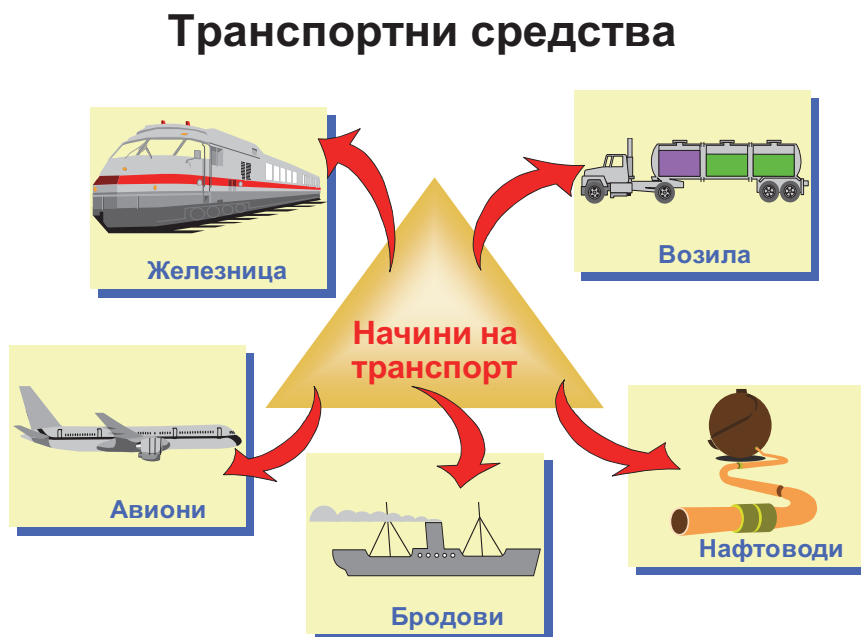 Транспортни средства
Железница
Возила
Начини на
транспорт
Авиони
Бродови
Нафтоводи